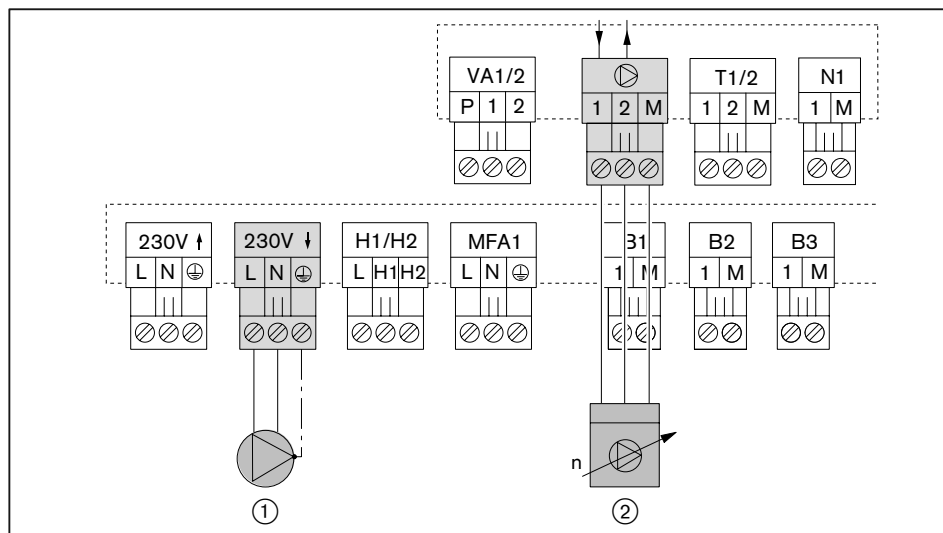 VA1/2 T1/2 N1
P 1 2 1 2 M 1 2 M 1 M
230V 230V H1/H2 MFA1 B1 B2 B3
L N L N L H1 H2 L N 1 M 1 M 1 M
n
1 2